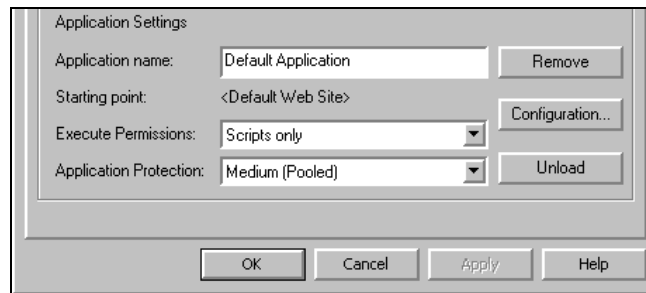 Application Settings
Application name: Default Application Remove
Starting point: <Default Web Site>
Configuration...
Execute Permissions: Scripts only
Application Protection: Medium (Pooled) Unload
OK Cancel Apply Help